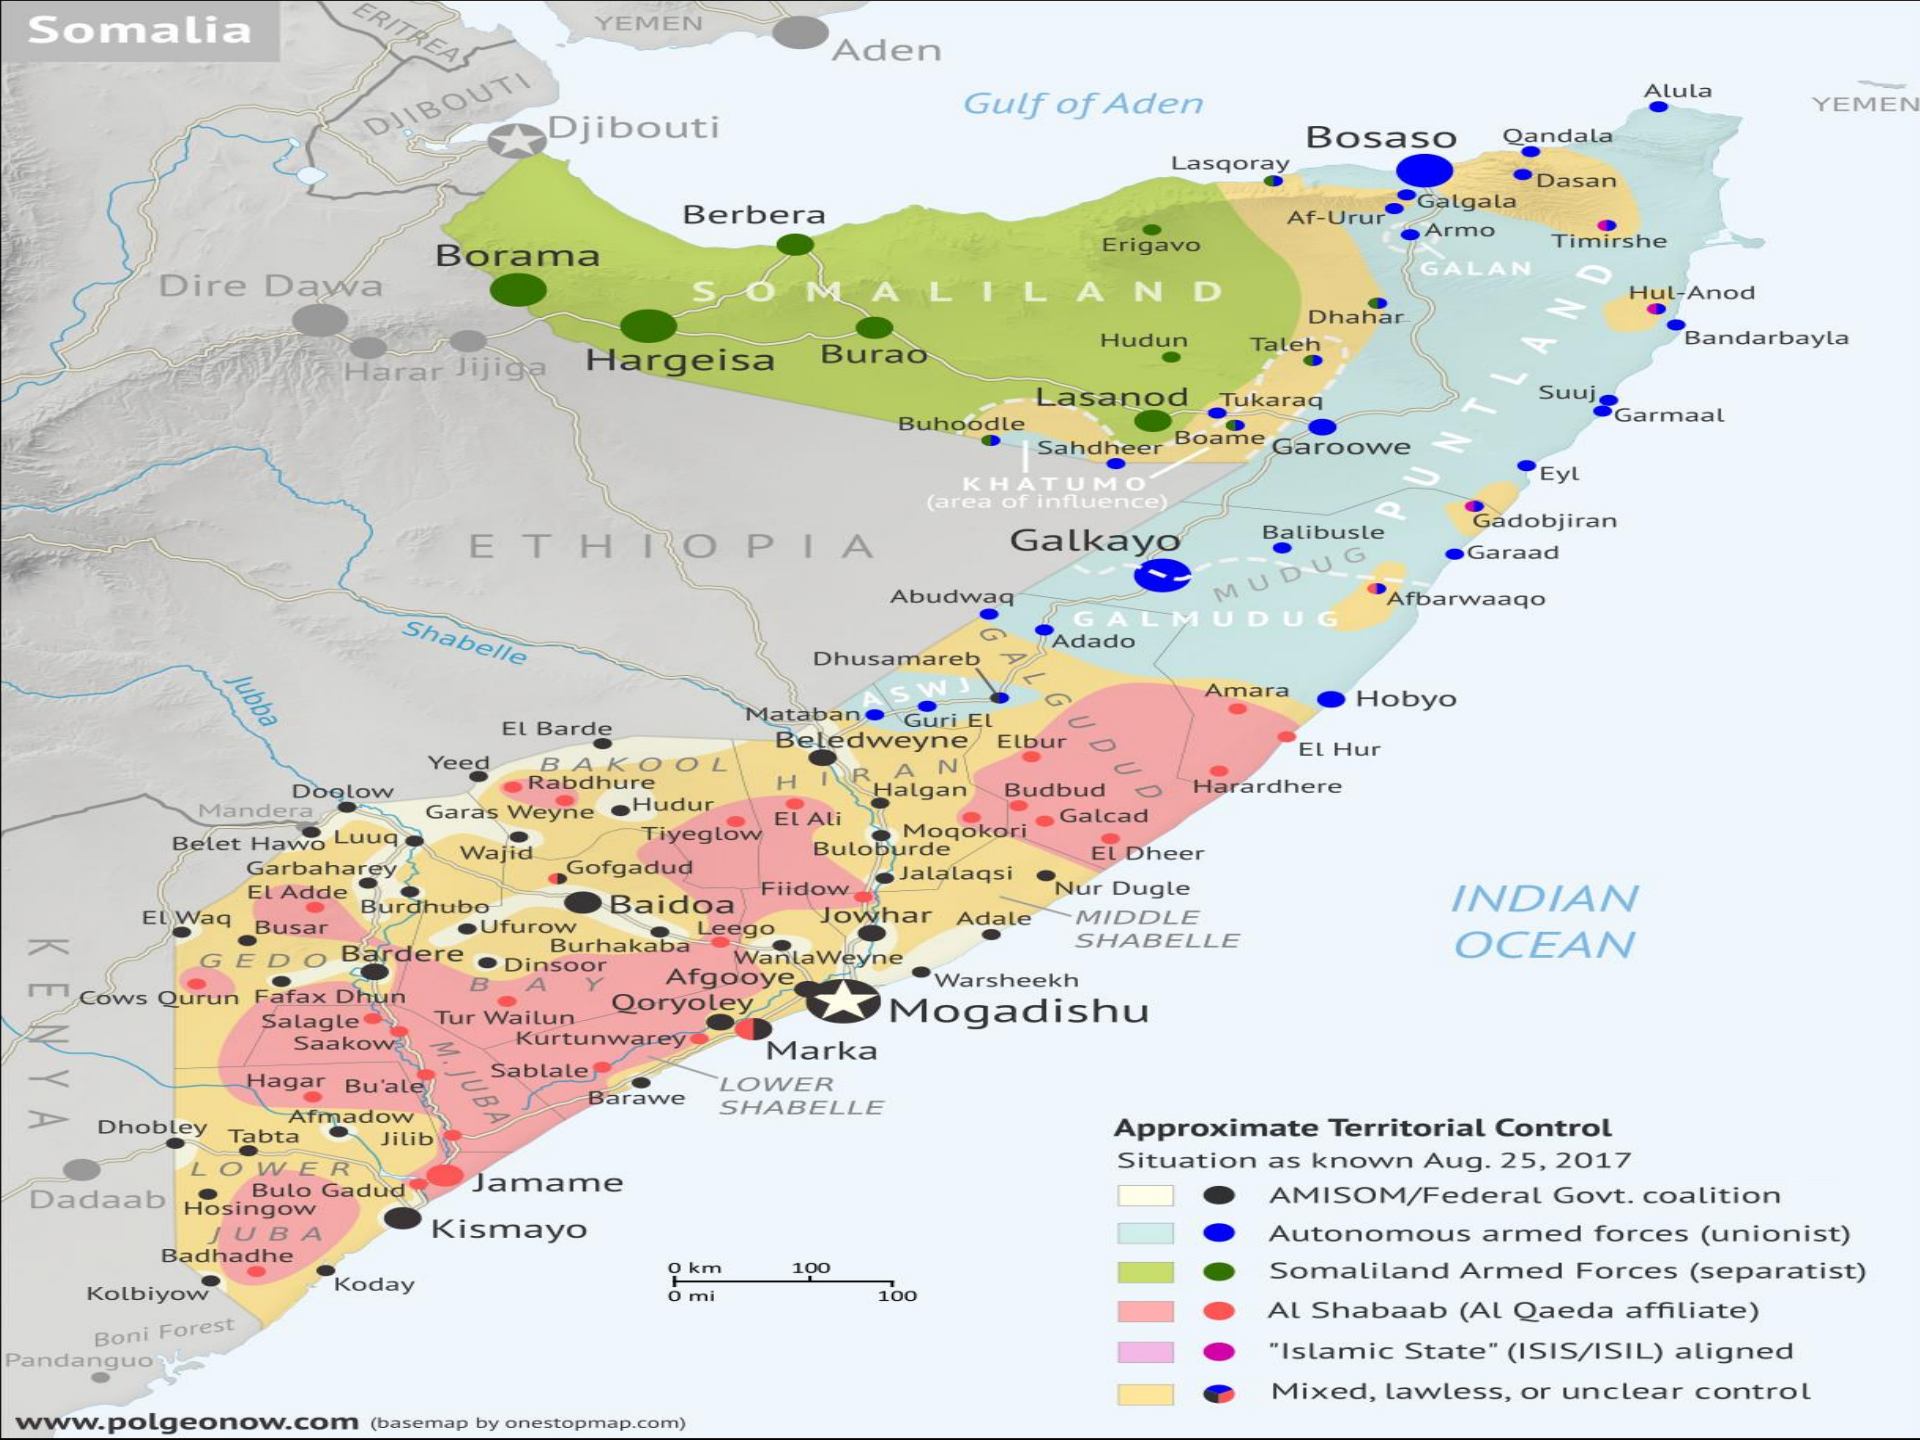 Somalia
ERITREA
YEMEN
Aden
DJIBOUTI
Djibouti
Gulf of Aden
Alula
YEMEN
Bosaso
Qandala
Lasqoray
Dasan
Galgala
Af-Urur
Armo
Timirshe
Berbera
Erigavo
Borama
GALAN
Dire Dawa
SOMALILAND
PUNTLAND
Hul-Anod
Dhahar
Bandarbayla
Harar
Jijiga
Hargeisa
Burao
Hudun
Taleh
Suuj
Garmaal
Lasanod
Tukaraq
Buhoodle
Sahdheer
Boame
Garoowe
Eyl
KHATUMO
(area of influence)
Gadobjiran
ETHIOPIA
Galkayo
Balibusle
Garaad
MUDUG
Abudwaq
Afbarwaaqo
GALMUDUG
Shabelle
Adado
Dhusamareb
GALGUDUD
Jubba
ASWJ
Amara
Hobyo
Mataban
Guri El
El Barde
Beledweyne
Elbur
El Hur
Yeed
BAKOOL
HIRAN
Rabdhure
Doolow
Halgan
Budbud
Harardhere
Mandera
Garas Weyne
Hudur
El Ali
Galcad
Belet Hawo
Luuq
Tiyeglow
Moqokori
Wajid
Buloburde
El Dheer
Garbaharey
Gofgadud
Jalalaqsi
El Adde
Fiidow
Nur Dugle
Burdhubo
Baidoa
INDIAN
OCEAN
El Waq
Busar
Ufurow
Leego
Jowhar
Adale
MIDDLE
SHABELLE
Burhakaba
GEDO
Bardere
Dinsoor
WanlaWeyne
BAY
Afgooye
Warsheekh
Cows Qurun
Fafax Dhun
Qoryoley
Mogadishu
KENYA
Salagle
Tur Wailun
Saakow
Kurtunwarey
Marka
M. JUBA
Hagar
Bu'ale
Sablale
LOWER
SHABELLE
Barawe
Afmadow
Dhobley
Tabta
Jilib
LOWER
JUBA
Dadaab
Bulo Gadud
Jamame
Hosingow
Kismayo
Badhadhe
Koday
Kolbiyow
Boni Forest
Pandanguo
0 km 100
0 mi 100
Approximate Territorial Control
Situation as known Aug. 25, 2017
AMISOM/Federal Govt. coalition
Autonomous armed forces (unionist)
Somaliland Armed Forces (separatist)
Al Shabaab (Al Qaeda affiliate)
"Islamic State" (ISIS/ISIL) aligned
Mixed, lawless, or unclear control
www.polgeonow.com (basemap by onestopmap.com)